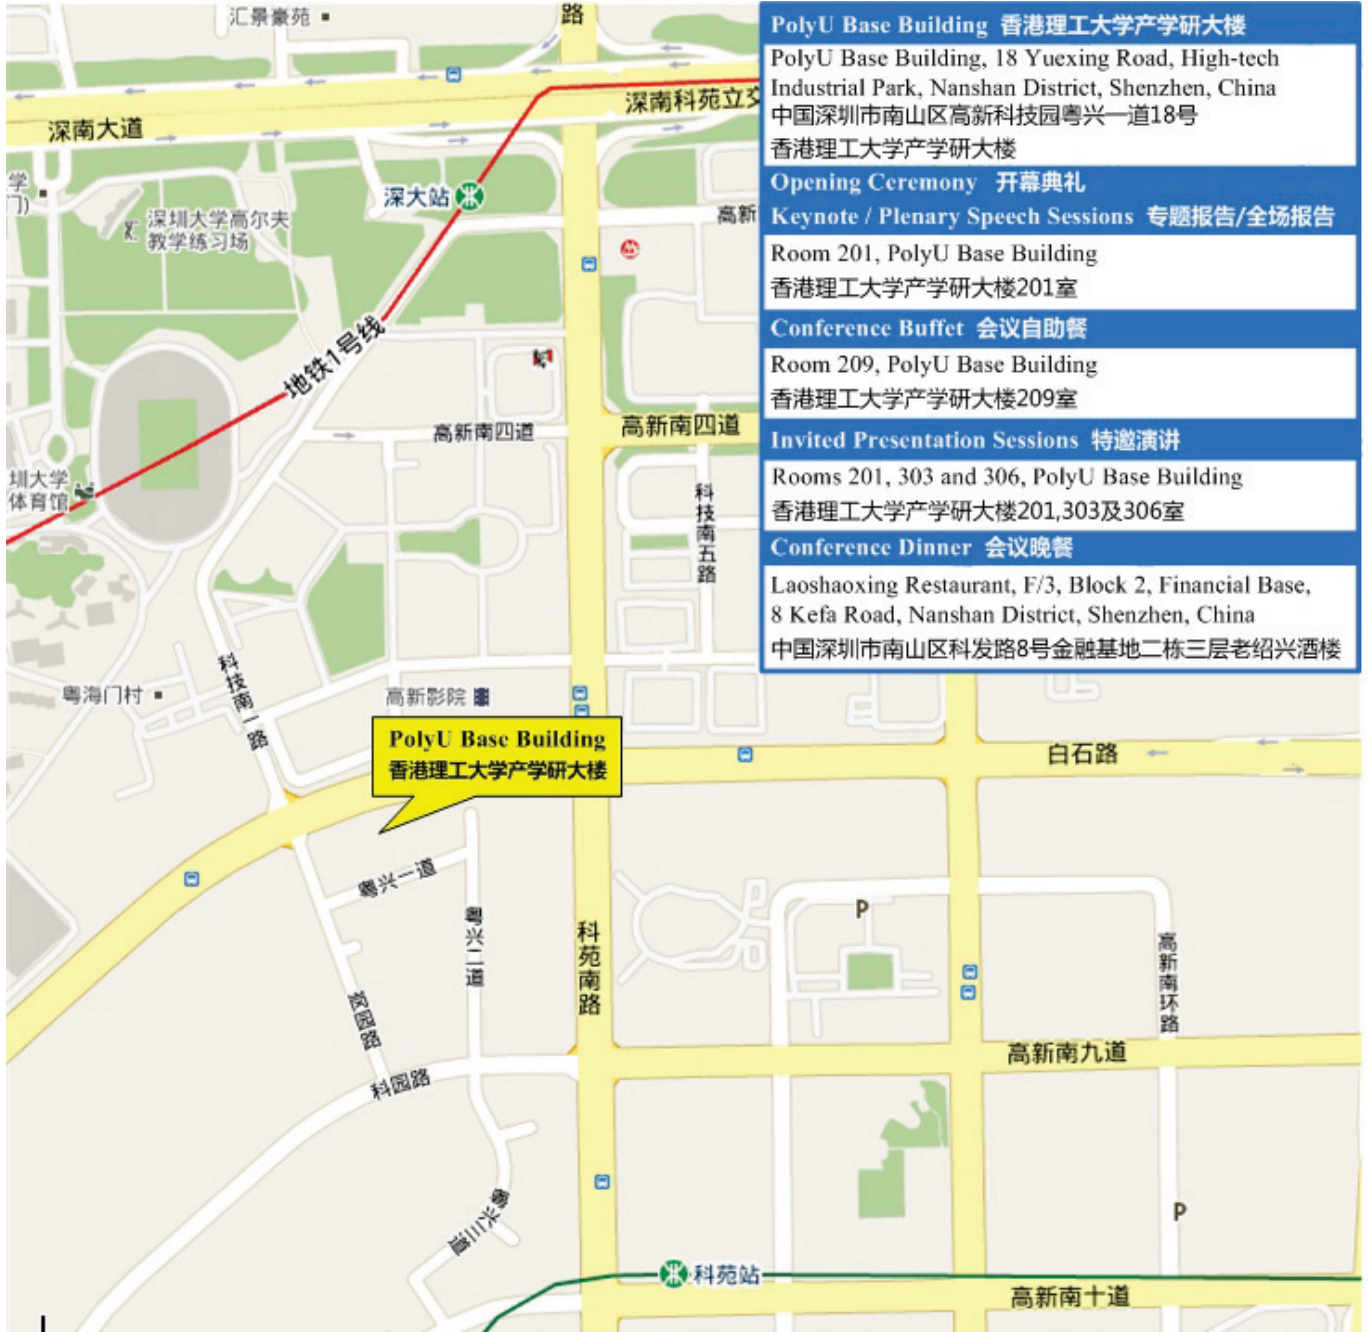 汇景豪苑
路
深南大道
深南科苑立交
学
门)
深大站
深圳大学高尔夫
教学练习场
高新
地铁1号线
高新南四道
高新南四道
圳大学
体育馆
科技南五路
科技南一路
粤海门村
高新影院
PolyU Base Building
香港理工大学产学研大楼
白石路
粤兴一道
粤兴二道
科苑南路
P
高新南环路
科园路
高新南九道
粤兴三道
P
科苑站
高新南十道
PolyU Base Building 香港理工大学产学研大楼
PolyU Base Building, 18 Yuexing Road, High-tech
Industrial Park, Nanshan District, Shenzhen, China
中国深圳市南山区高新科技园粤兴一道18号
香港理工大学产学研大楼
Opening Ceremony 开幕典礼
Keynote / Plenary Speech Sessions 专题报告/全场报告
Room 201, PolyU Base Building
香港理工大学产学研大楼201室
Conference Buffet 会议自助餐
Room 209, PolyU Base Building
香港理工大学产学研大楼209室
Invited Presentation Sessions 特邀演讲
Rooms 201, 303 and 306, PolyU Base Building
香港理工大学产学研大楼201,303及306室
Conference Dinner 会议晚餐
Laoshaoxing Restaurant, F/3, Block 2, Financial Base,
8 Kefa Road, Nanshan District, Shenzhen, China
中国深圳市南山区科发路8号金融基地二栋三层老绍兴酒楼